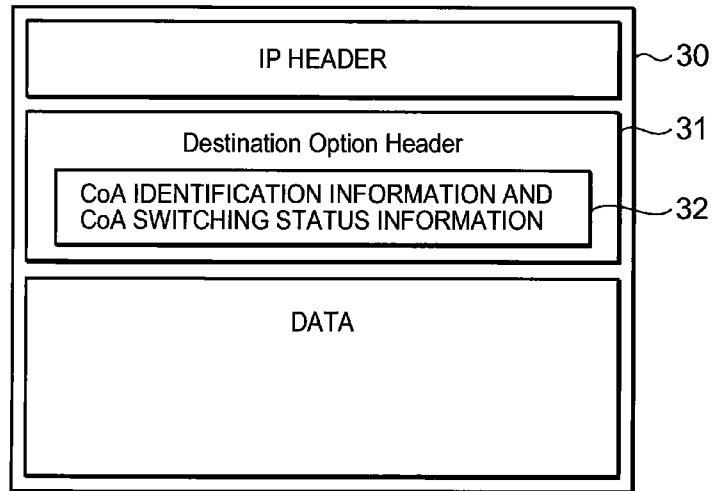 IP HEADER
30
31
Destination Option Header
CoA IDENTIFICATION INFORMATION AND
CoA SWITCHING STATUS INFORMATION
32
DATA